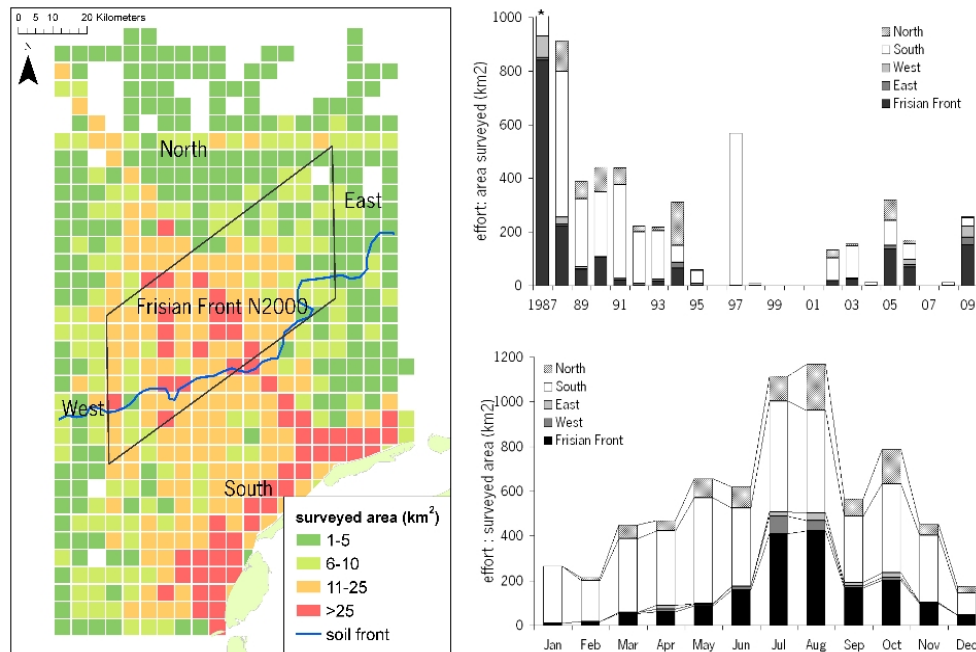 0 5 10 20 Kilometers
N
North
East
Frisian Front N2000
West
South
surveyed area (km²)
1-5
6-10
11-25
>25
soil front
effort: area surveyed (km2)
1000
800
600
400
200
0
*
North
South
West
East
Frisian Front
1987 89 90 91 93 95 97 99 01 03 05 07 09
effort : surveyed area (km2)
1200
1000
800
600
400
200
0
North
South
East
West
Frisian Front
Jan Feb Mar Apr May Jun Jul Aug Sep Oct Nov Dec